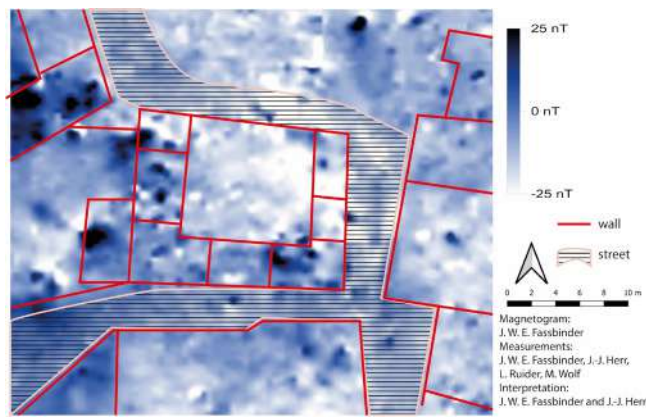 25 nT
0 nT
-25 nT
wall
street
0 2 4 6 8 10 m
Magnetogram:
J. W. E. Fassbinder
Measurements:
J. W. E. Fassbinder, J.-J. Herr,
L. Ruider, M. Wolf
Interpretation:
J. W. E. Fassbinder and J.-J. Herr